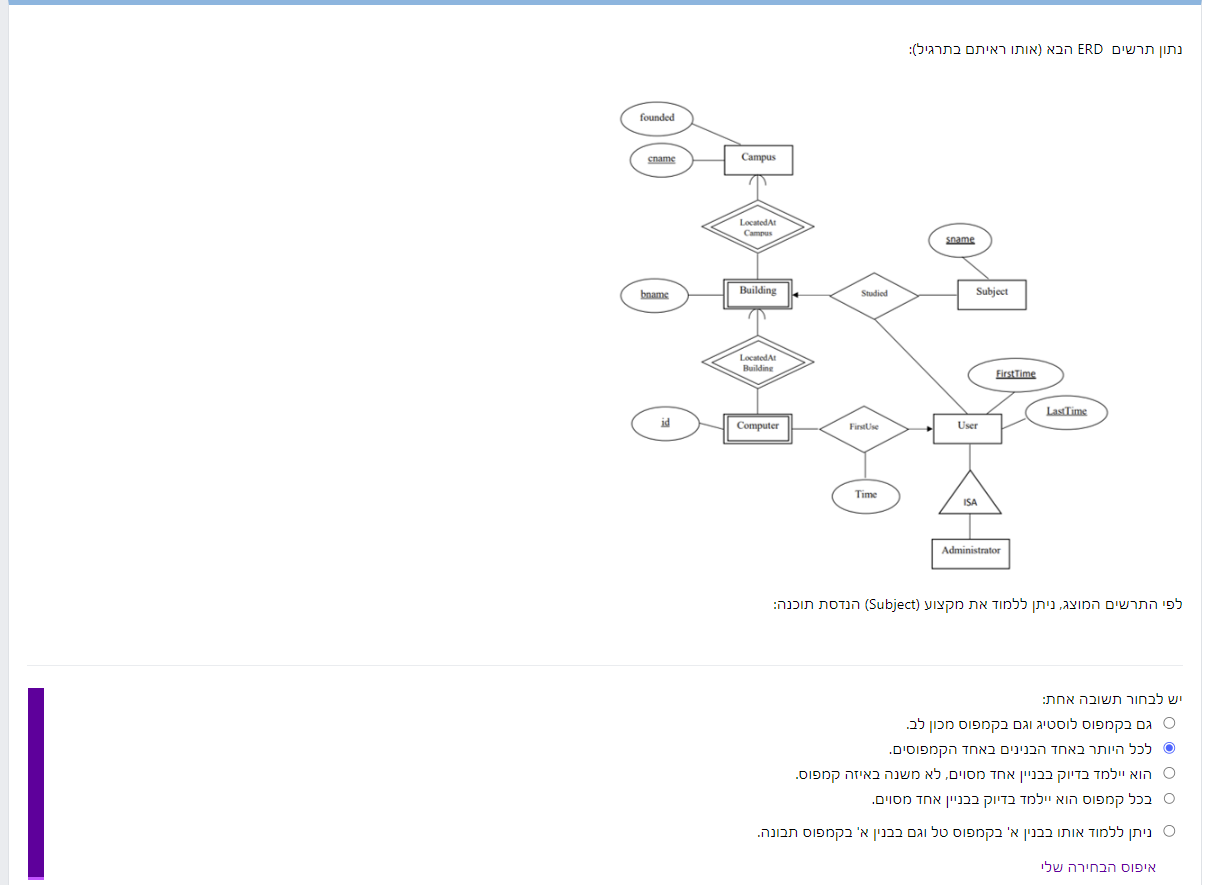 נתון תרשים ERD הבא (אותו ראיתם בתרגיל):
founded
cname
Campus
LocatedAt
Campus
sname
bname
Building
Studied
Subject
LocatedAt
Building
FirstTime
LastTime
id
Computer
FirstUse
User
Time
ISA
Administrator
לפי התרשים המוצג, ניתן ללמוד את מקצוע (Subject) הנדסת תוכנה:
יש לבחור תשובה אחת:
גם בקמפוס לוסטיג וגם בקמפוס מכון לב.
לכל היותר באחד הבנינים באחד הקמפוסים.
הוא יילמד בדיוק בבניין אחד מסוים, לא משנה באיזה קמפוס.
בכל קמפוס הוא יילמד בדיוק בבניין אחד מסוים.
ניתן ללמוד אותו בבנין א' בקמפוס טל וגם בבנין א' בקמפוס תבונה.
איפוס הבחירה שלי